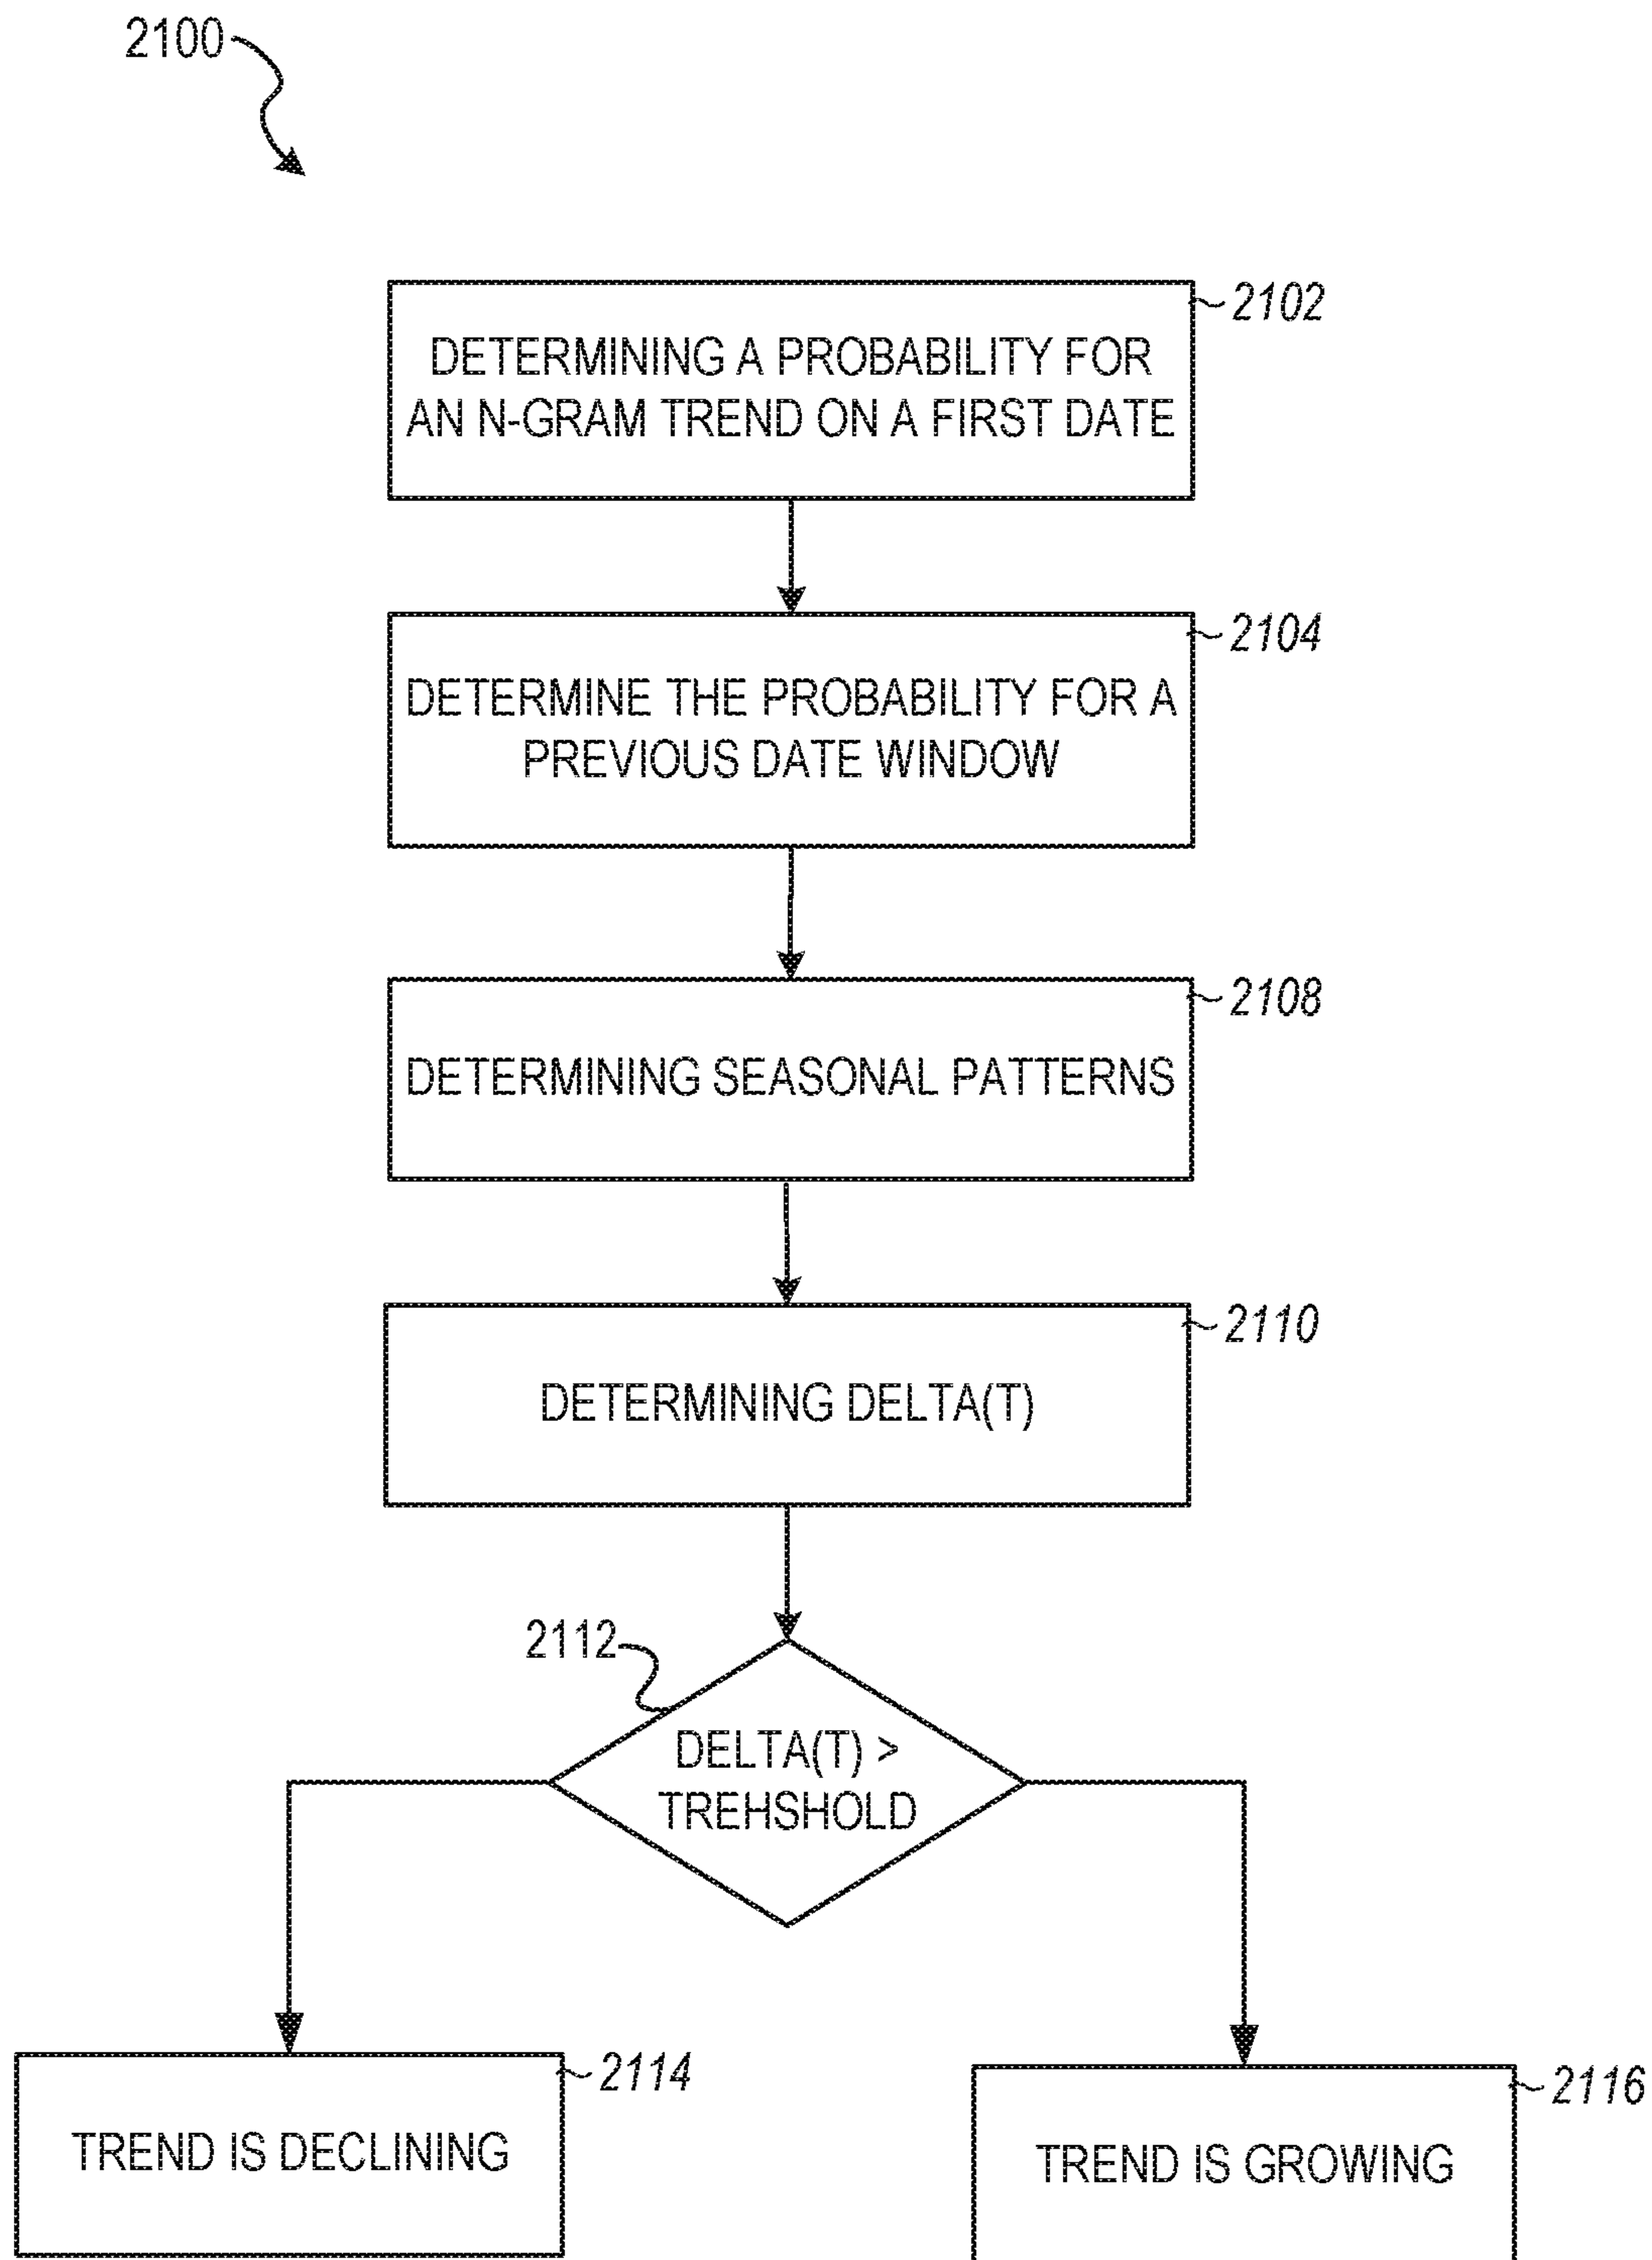 2100
2102
DETERMINING A PROBABILITY FOR
AN N-GRAM TREND ON A FIRST DATE
2104
DETERMINE THE PROBABILITY FOR A
PREVIOUS DATE WINDOW
2108
DETERMINING SEASONAL PATTERNS
2110
DETERMINING DELTA(T)
2112
DELTA(T) >
TREHSHOLD
2114
TREND IS DECLINING
2116
TREND IS GROWING